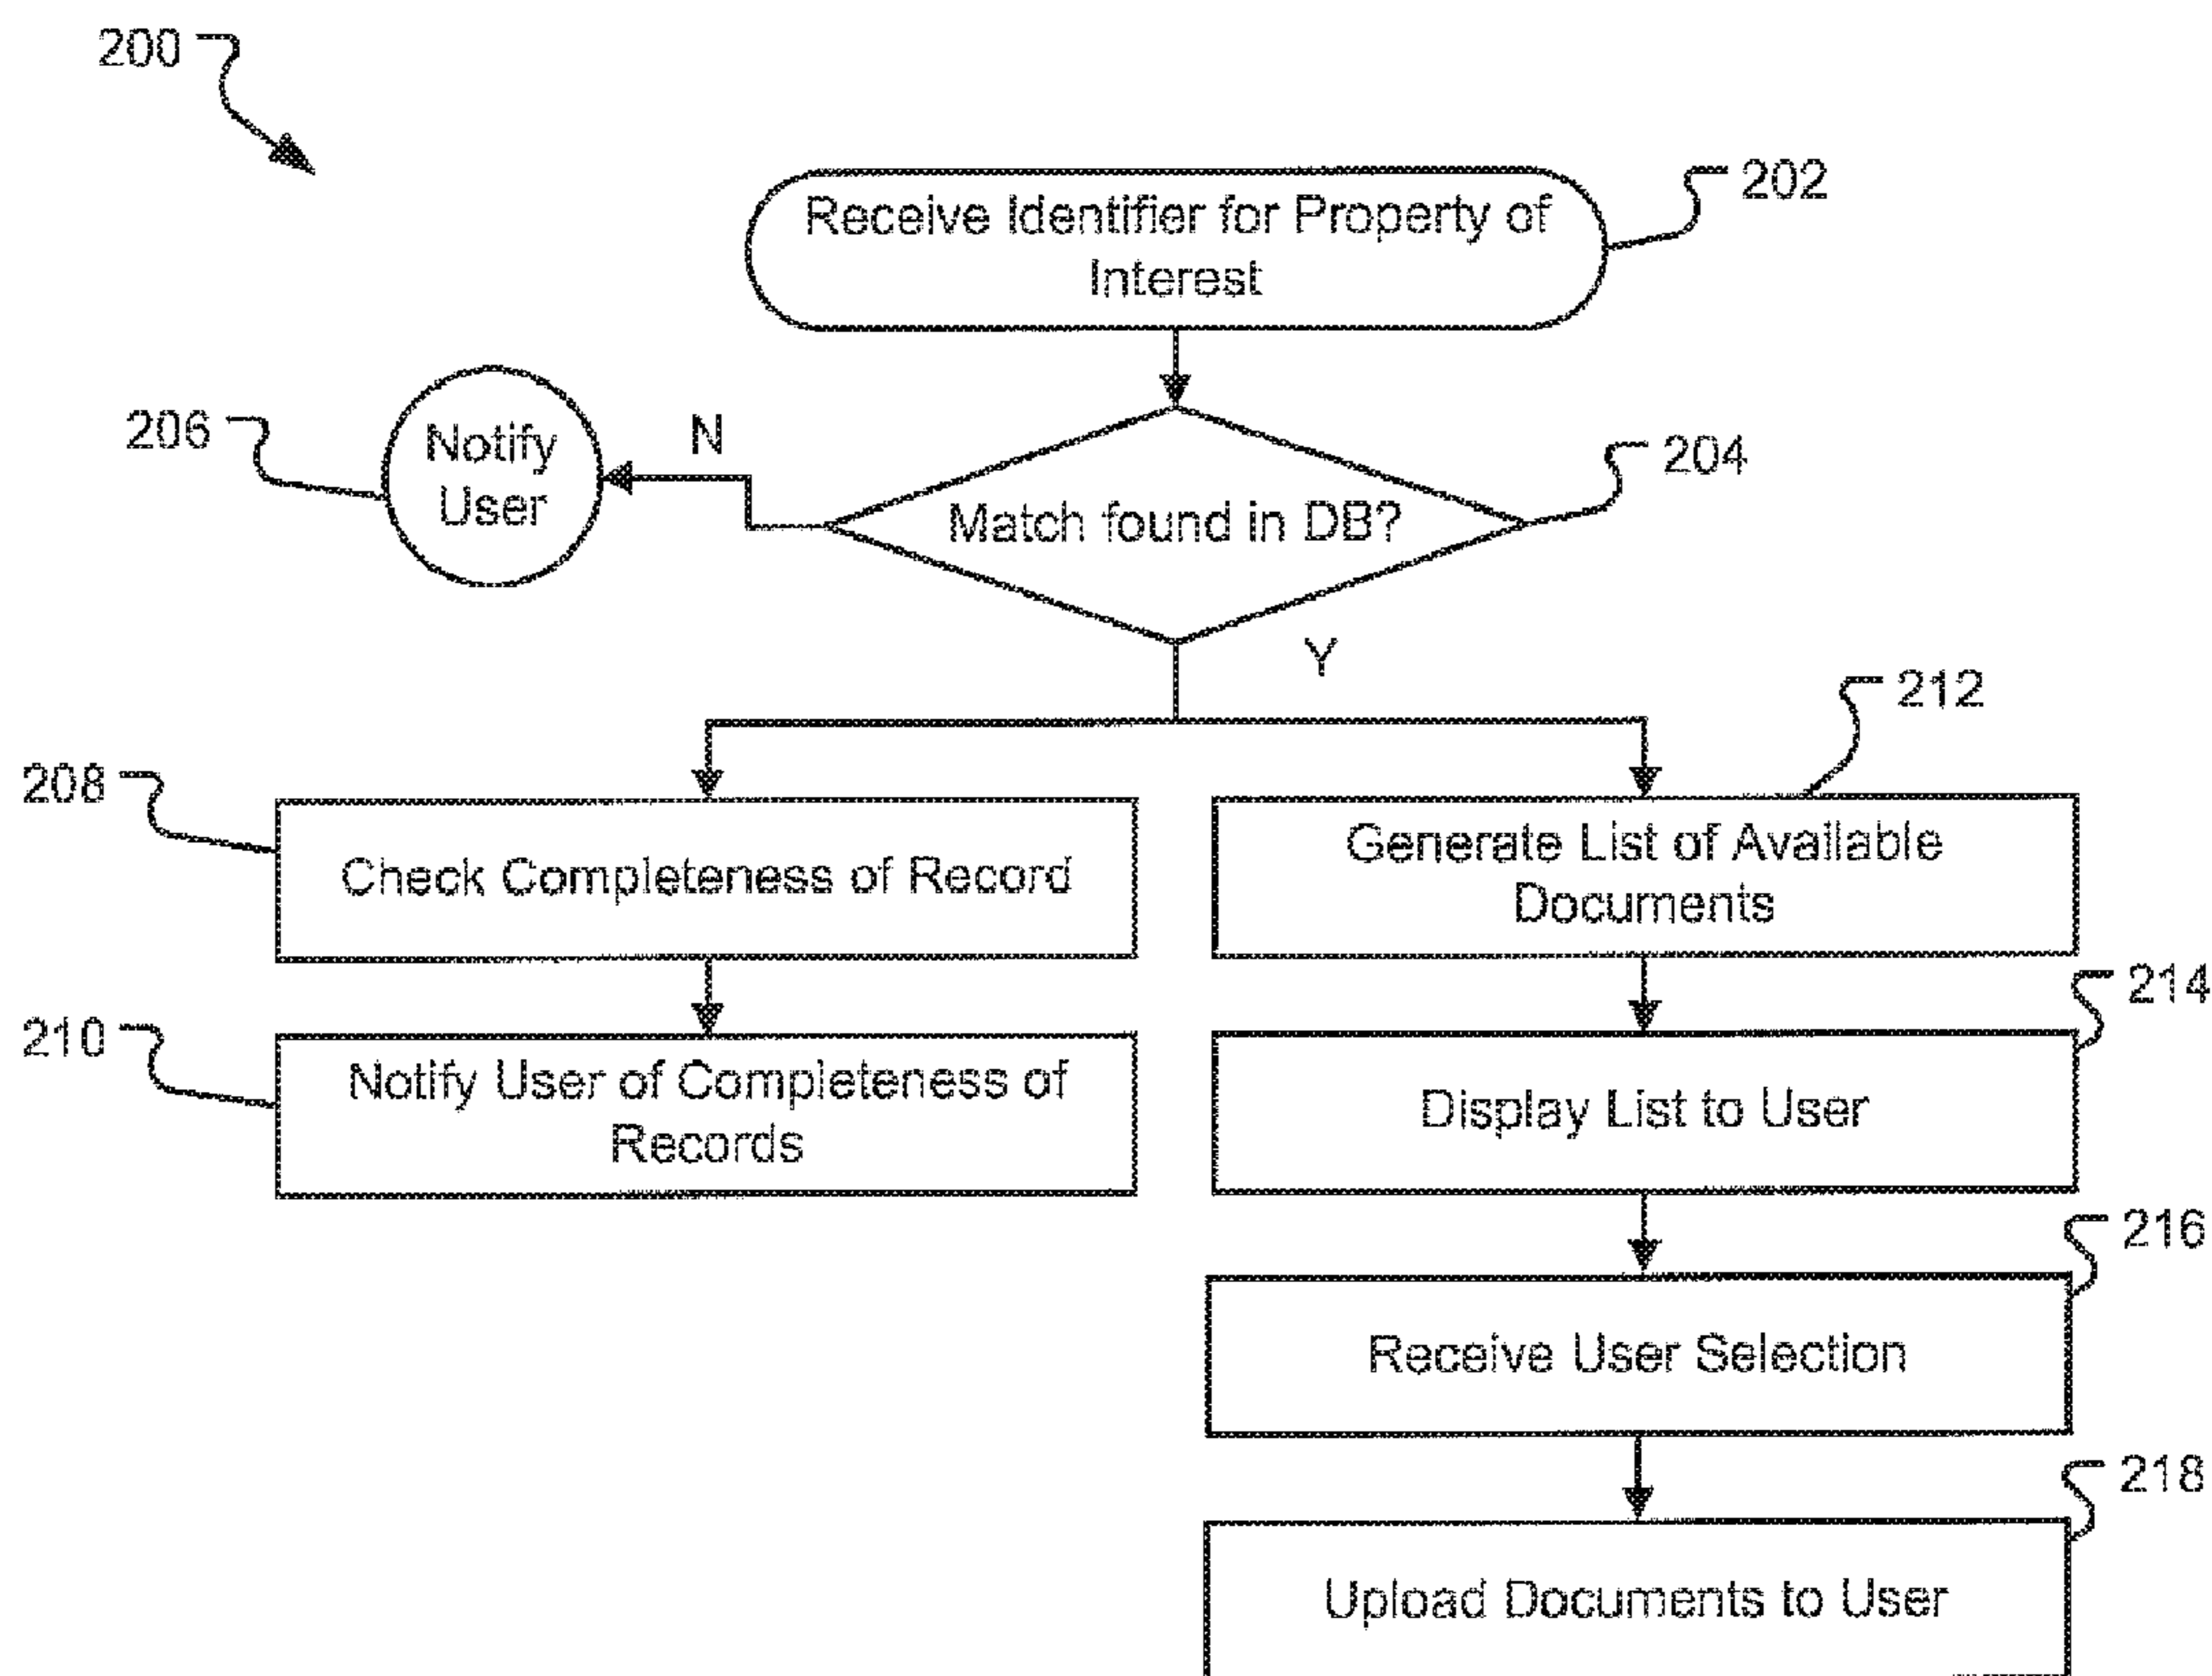 200
202
Receive Identifier for Property of
Interest
206
Notify
User
N
204
Match found in DB?
Y
212
208
Check Completeness of Record
Generate List of Available
Documents
214
210
Notify User of Completeness of
Records
Display List to User
216
Receive User Selection
218
Upload Documents to User